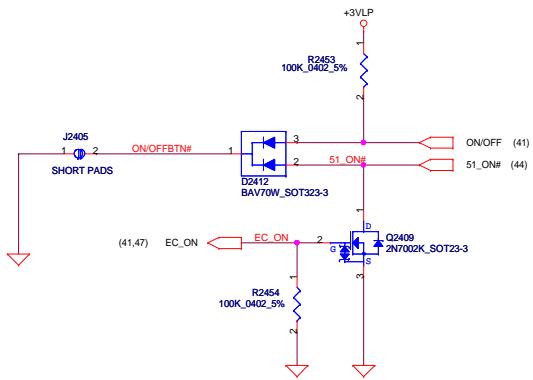 +3VLP
1
R2453
100K_0402_5%
2
J2405
1 2
SHORT PADS
ON/OFFBTN#
1
3
2
D2412
BAV70W_SOT323-3
ON/OFF (41)
51_ON#
51_ON# (44)
1
D
Q2409
2N7002K_SOT23-3
G
S
3
(41,47) EC_ON
EC_ON
2
1
R2454
100K_0402_5%
2